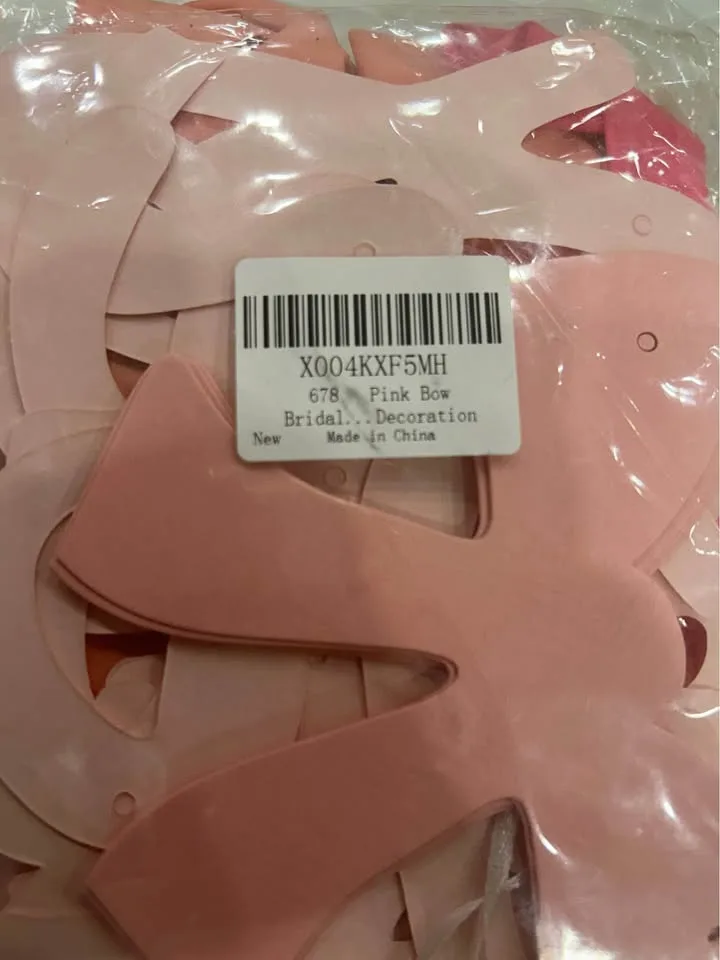 X004KXF5MH
678 Pink Bow
Bridal...Decoration
New Made in China